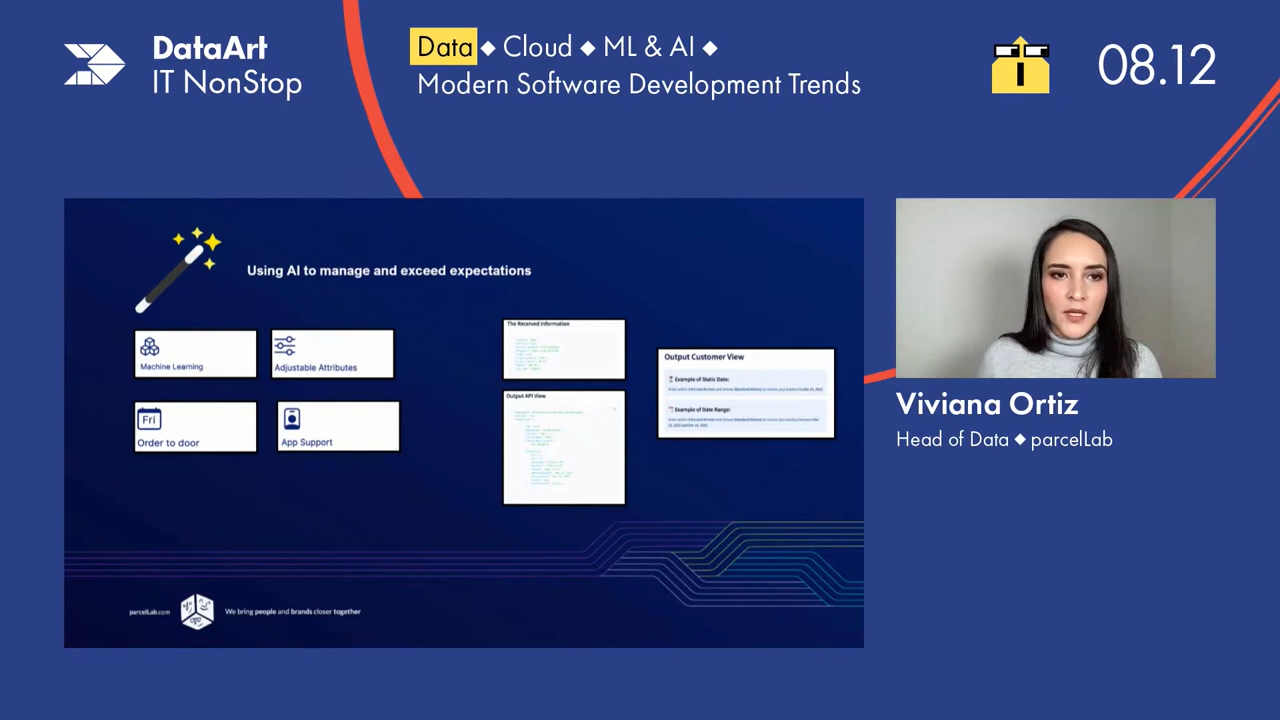 DataArt
IT NonStop
Data ◆ Cloud ◆ ML & AI ◆
Modern Software Development Trends
08.12
Using AI to manage and exceed expectations
Machine Learning
Adjustable Attributes
Fri
Order to door
App Support
The Received Information
Output API View
Output Customer View
Example of Static Date:
Example of Date Range:
parcelLab.com
We bring people and brands closer together
Viviana Ortiz
Head of Data ◆ parcelLab